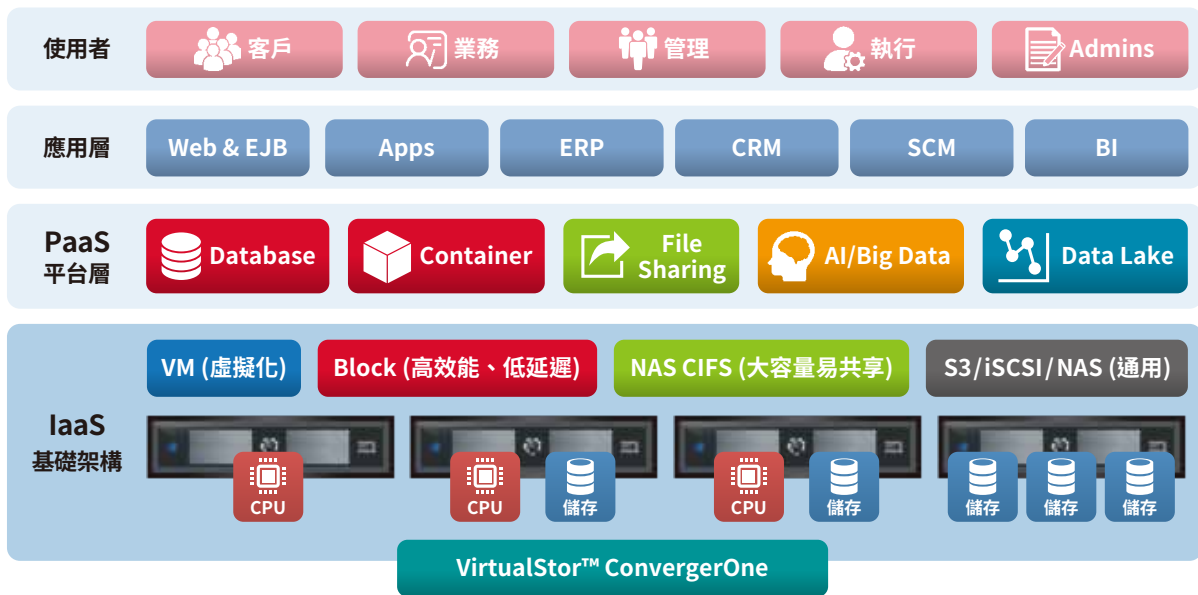 使用者
客戶
業務
管理
執行
Admins
應用層
Web & EJB
Apps
ERP
CRM
SCM
BI
PaaS
平台層
Database
Container
File
Sharing
AI/Big Data
Data Lake
IaaS
基礎架構
VM (虛擬化)
Block (高效能、低延遲)
NAS CIFS (大容量易共享)
S3/iSCSI/NAS (通用)
CPU
CPU
儲存
CPU
儲存
儲存
儲存
儲存
VirtualStor™ ConvergerOne